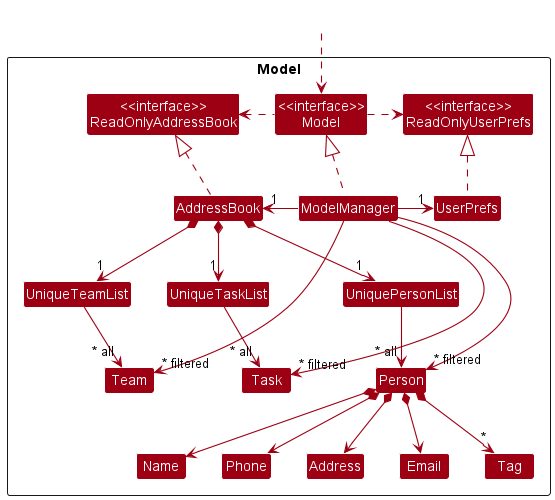 Model
<<interface>>
ReadOnlyAddressBook
<<interface>>
Model
<<interface>>
ReadOnlyUserPrefs
AddressBook
1
ModelManager
1
UserPrefs
1
1
1
UniqueTeamList
UniqueTaskList
UniquePersonList
* all
* filtered
* all
* filtered
* all
* filtered
Team
Task
Person
*
Name
Phone
Address
Email
Tag